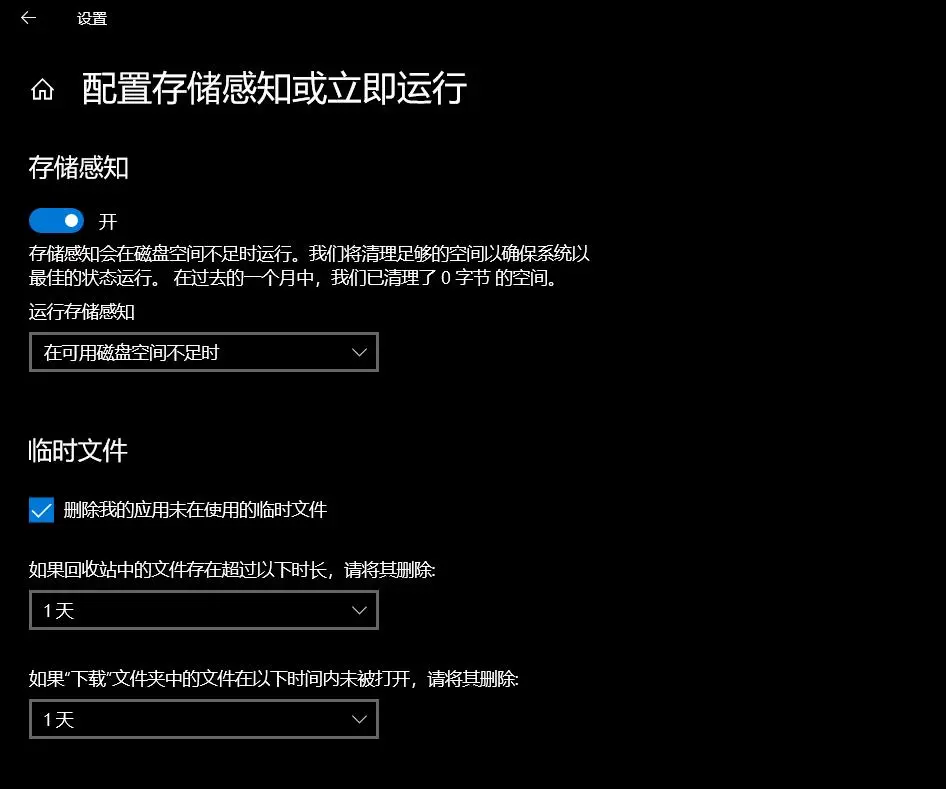 设置
配置存储感知或立即运行
存储感知
开
存储感知会在磁盘空间不足时运行。我们将清理足够的空间以确保系统以
最佳的状态运行。 在过去的一个月中，我们已清理了 0 字节 的空间。
运行存储感知
在可用磁盘空间不足时
临时文件
删除我的应用未在使用的临时文件
如果回收站中的文件存在超过以下时长，请将其删除:
1 天
如果“下载”文件夹中的文件在以下时间内未被打开，请将其删除:
1 天